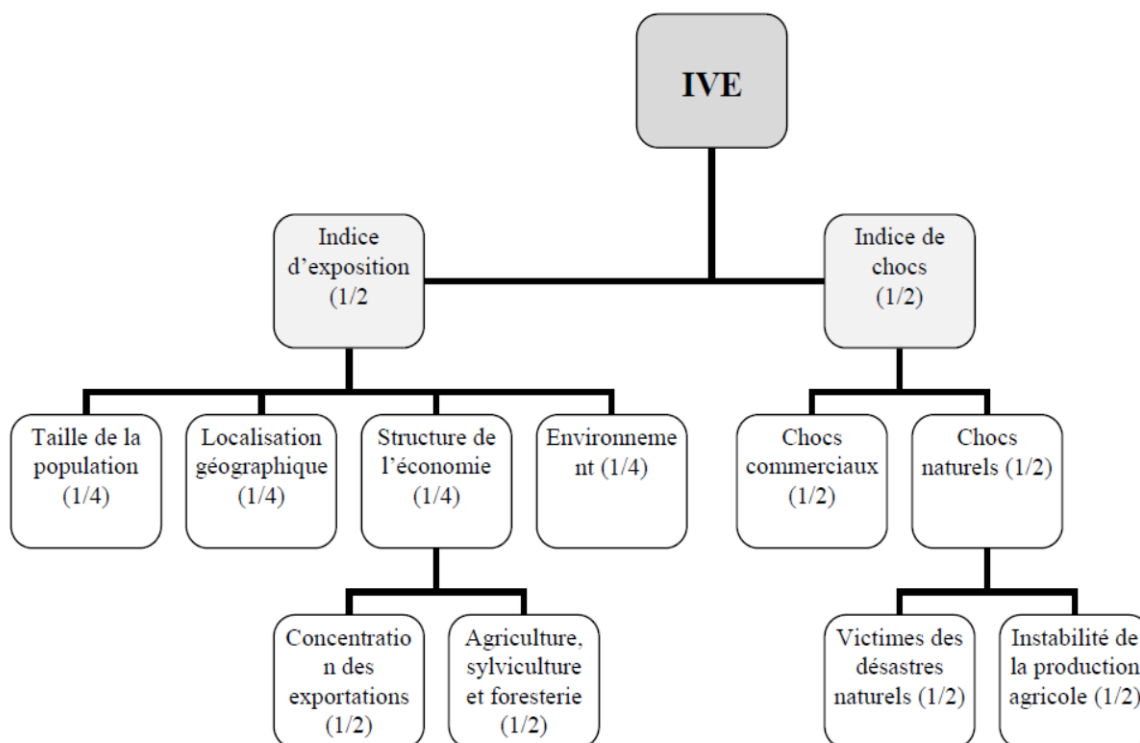 IVE
Indice
d'exposition
(1/2
Indice de
chocs
(1/2)
Taille de la
population
(1/4)
Localisation
géographique
(1/4)
Structure de
l'économie
(1/4)
Environneme
nt (1/4)
Chocs
commerciaux
(1/2)
Chocs
naturels (1/2)
Concentratio
n des
exportations
(1/2)
Agriculture,
sylviculture
et foresterie
(1/2)
Victimes des
désastres
naturels (1/2)
Instabilité de
la production
agricole (1/2)